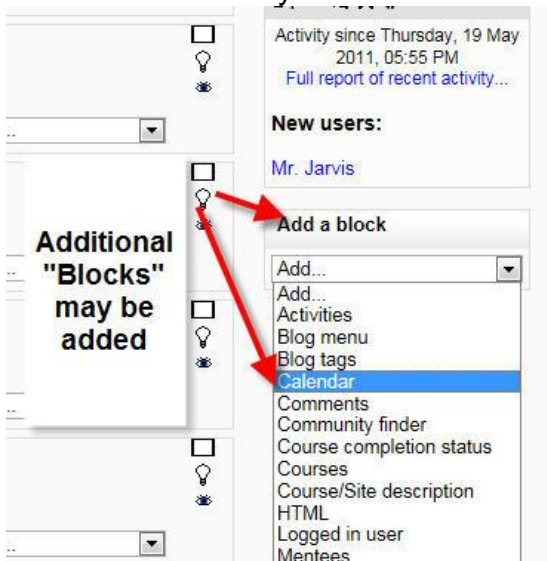 Activity since Thursday, 19 May
2011, 05:55 PM
Full report of recent activity...
New users:
Mr. Jarvis
Add a block
Add...
Add...
Activities
Blog menu
Blog tags
Calendar
Comments
Community finder
Course completion status
Courses
Course/Site description
HTML
Logged in user
Mentees
Additional
"Blocks"
may be
added